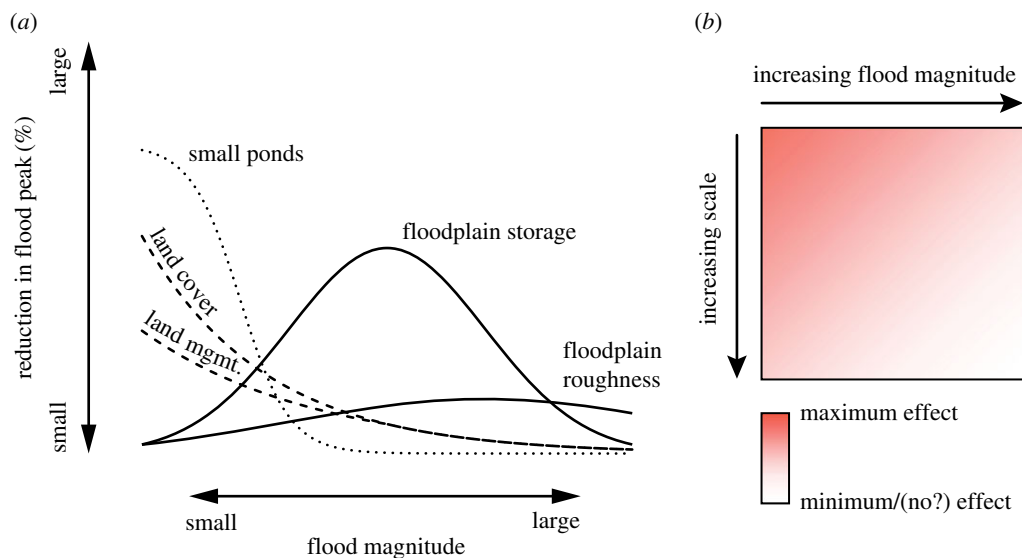 (a)
large
reduction in flood peak (%)
small
small ponds
land cover
land mgmt.
floodplain storage
floodplain
roughness
small
large
flood magnitude
(b)
increasing flood magnitude
increasing scale
maximum effect
minimum/(no?) effect